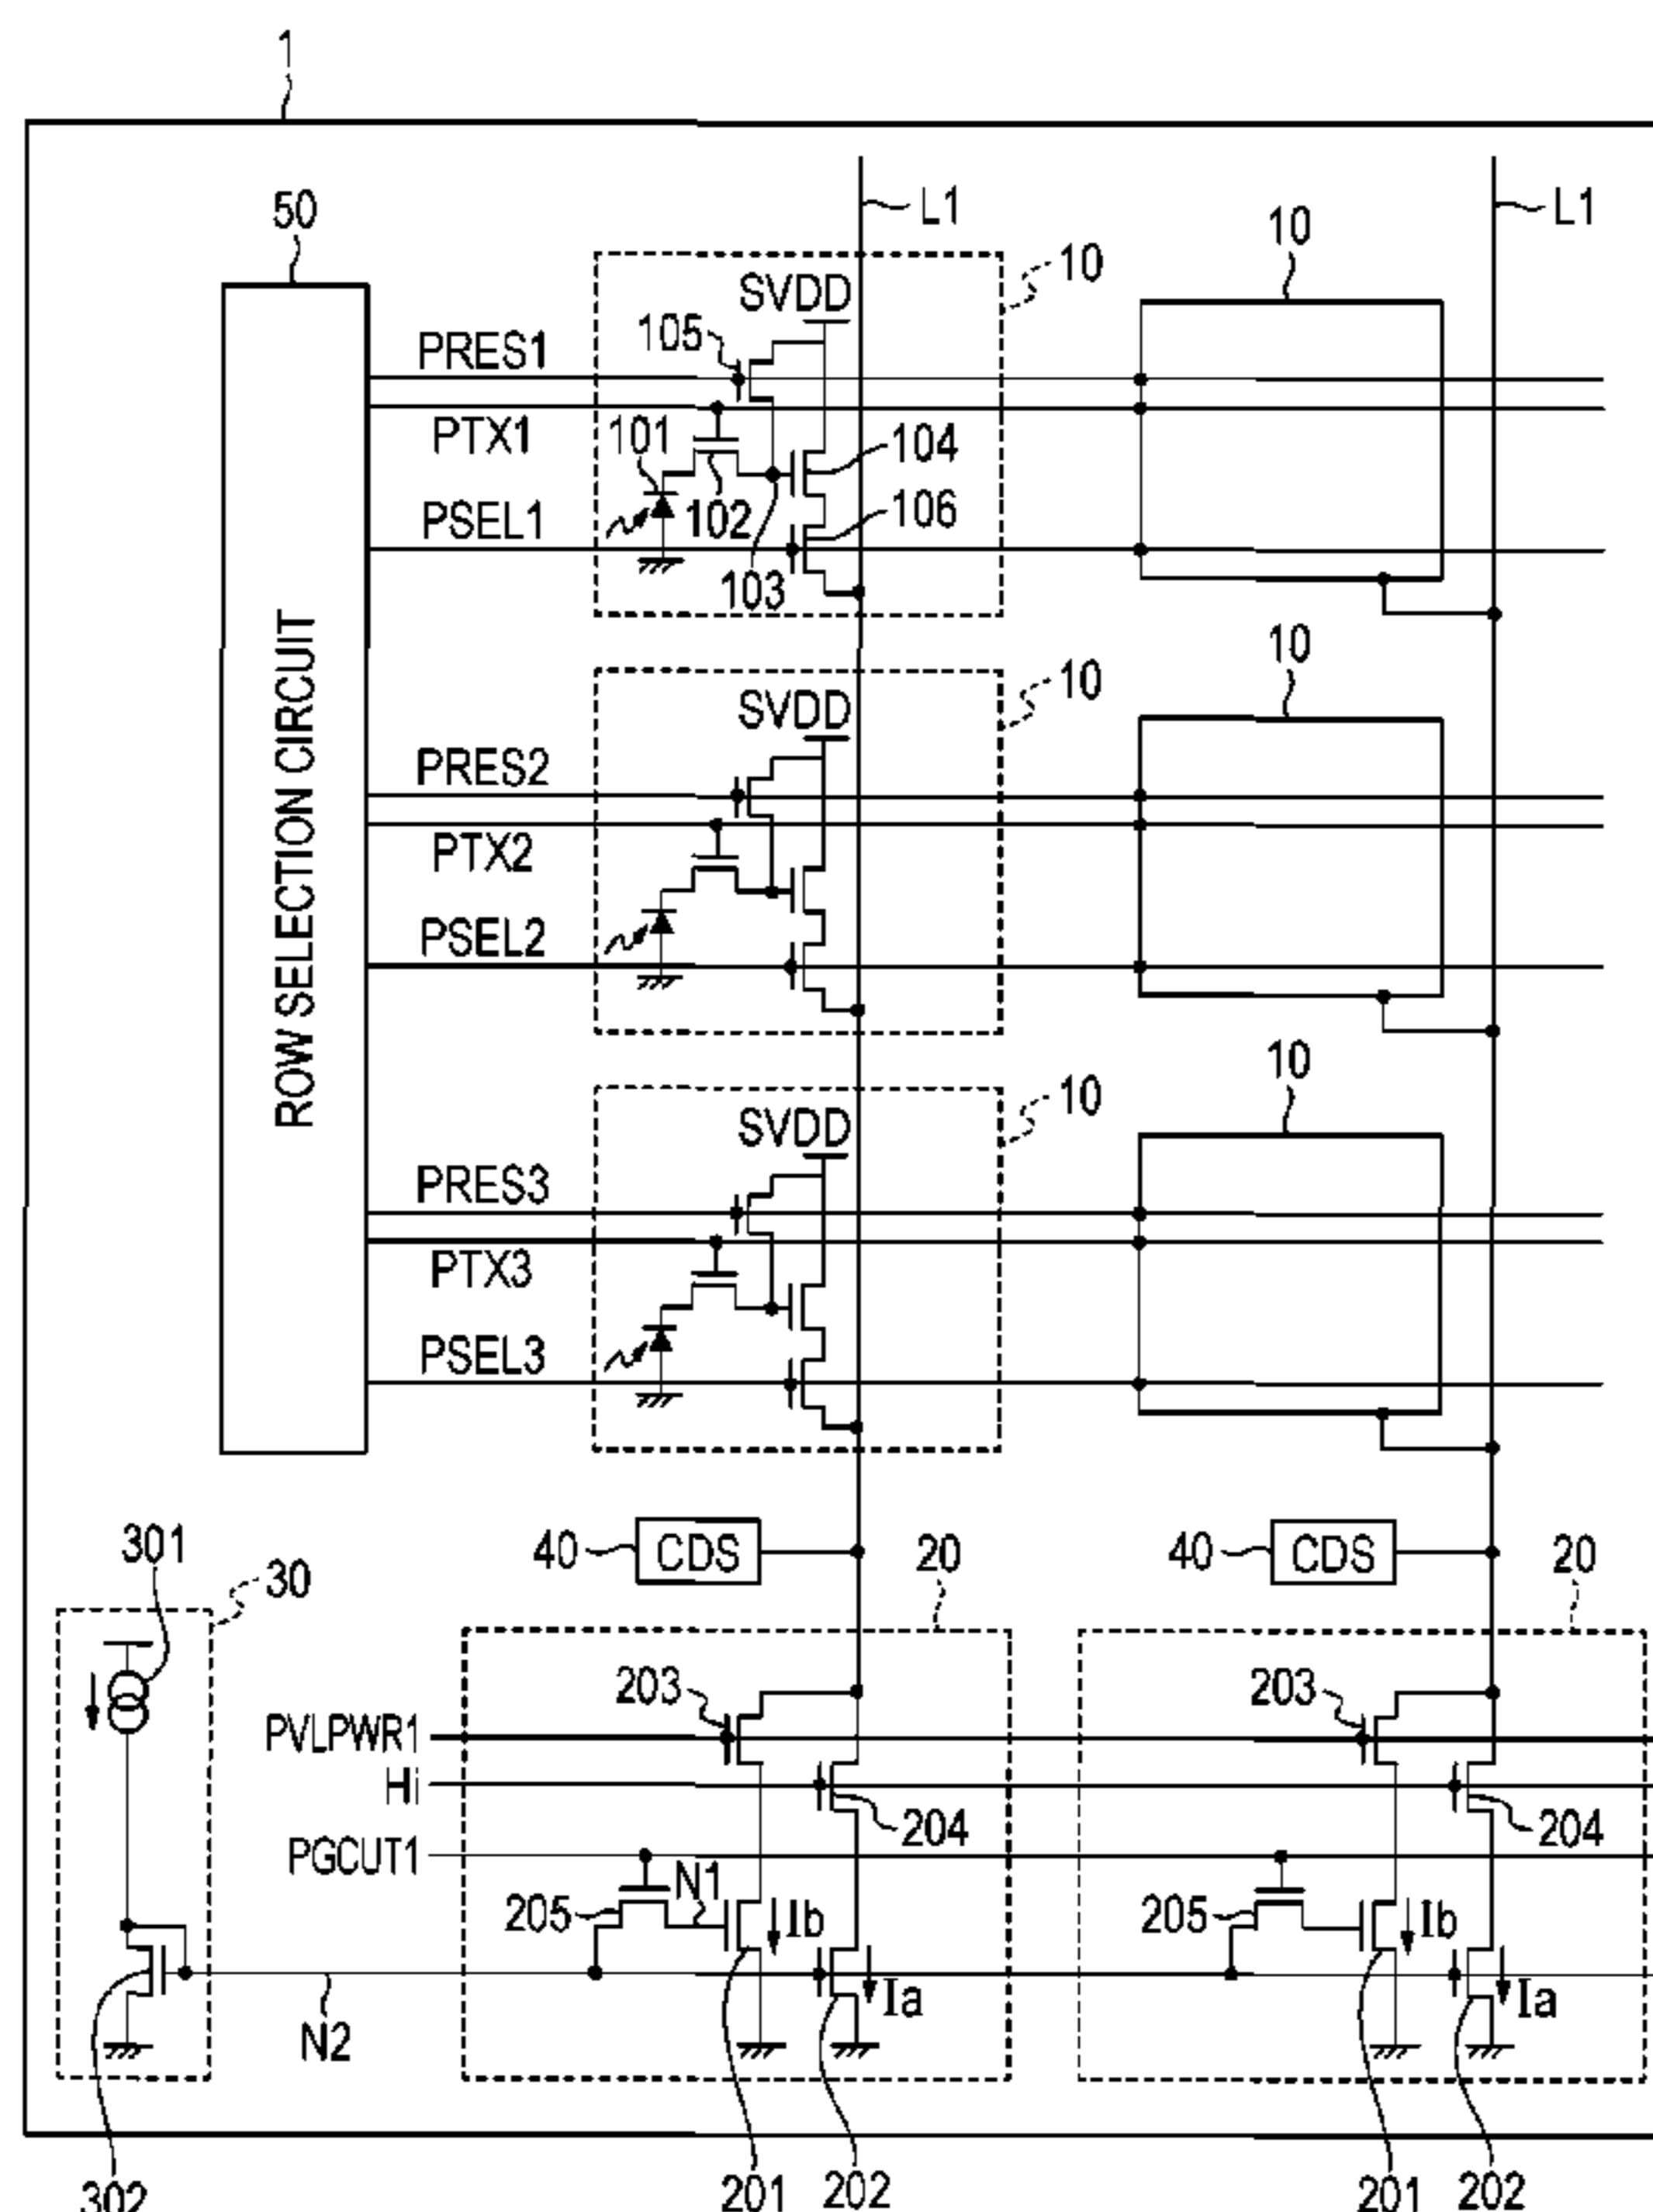 1
50
L1
L1
10
10
SVDD
105
PRES1
PTX1
101
104
PSEL1
102
106
103
ROW SELECTION CIRCUIT
10
10
SVDD
PRES2
PTX2
PSEL2
10
10
SVDD
PRES3
PTX3
PSEL3
301
30
40
CDS
20
40
CDS
20
203
203
PVLPWR1
Hi
204
204
PGCUT1
N1
205
Ib
205
Ib
Ia
Ia
N2
302
201
202
201
202